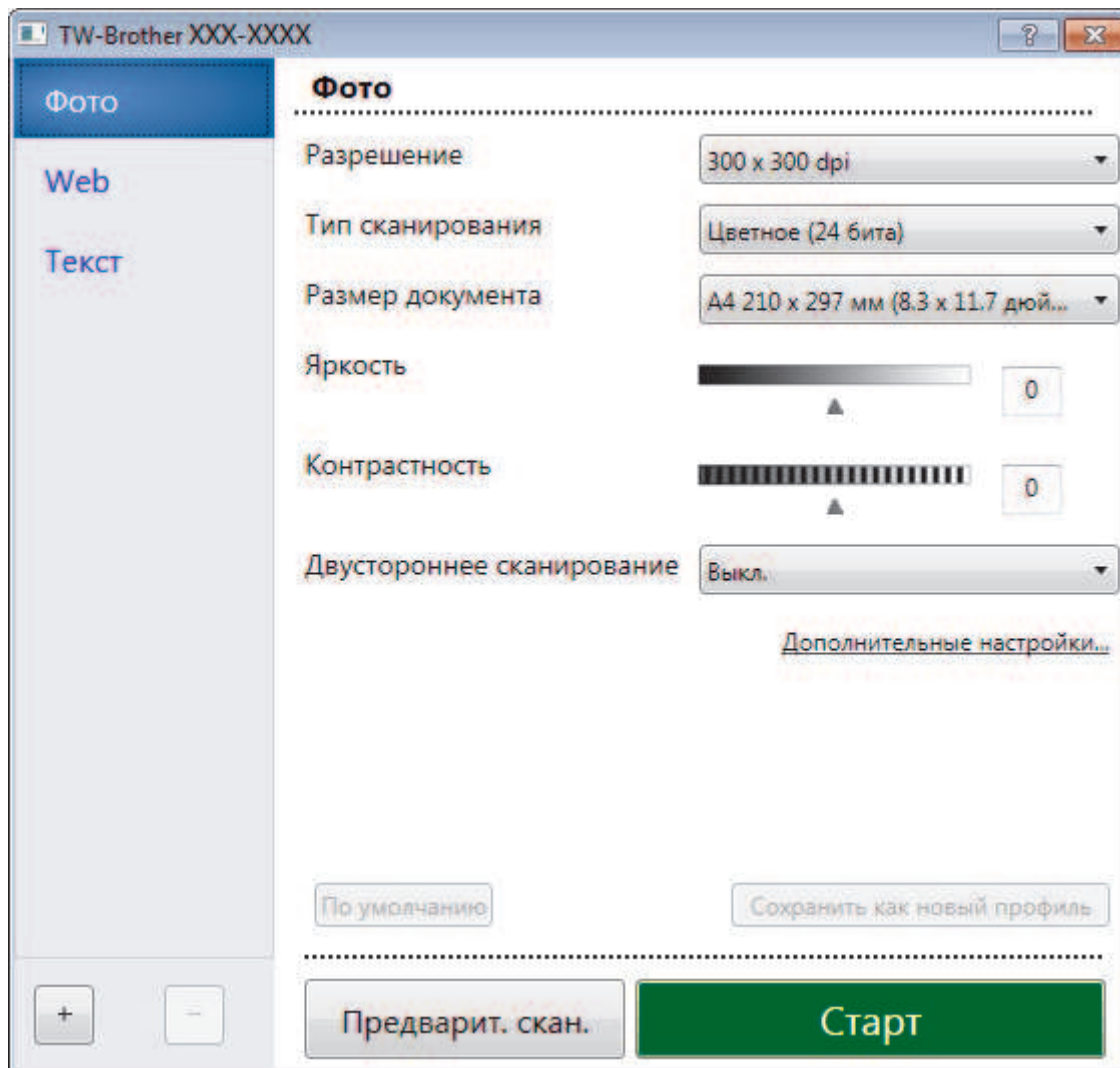 TW-Brother XXX-XXXX
Фото
Web
Текст
Фото
Разрешение
300 x 300 dpi
Тип сканирования
Цветное (24 бита)
Размер документа
A4 210 x 297 мм (8.3 x 11.7 дюй...
Яркость
0
Контрастность
0
Двустороннее сканирование
Выкл.
Дополнительные настройки...
По умолчанию
Сохранить как новый профиль
+
−
Предварит. скан.
Старт